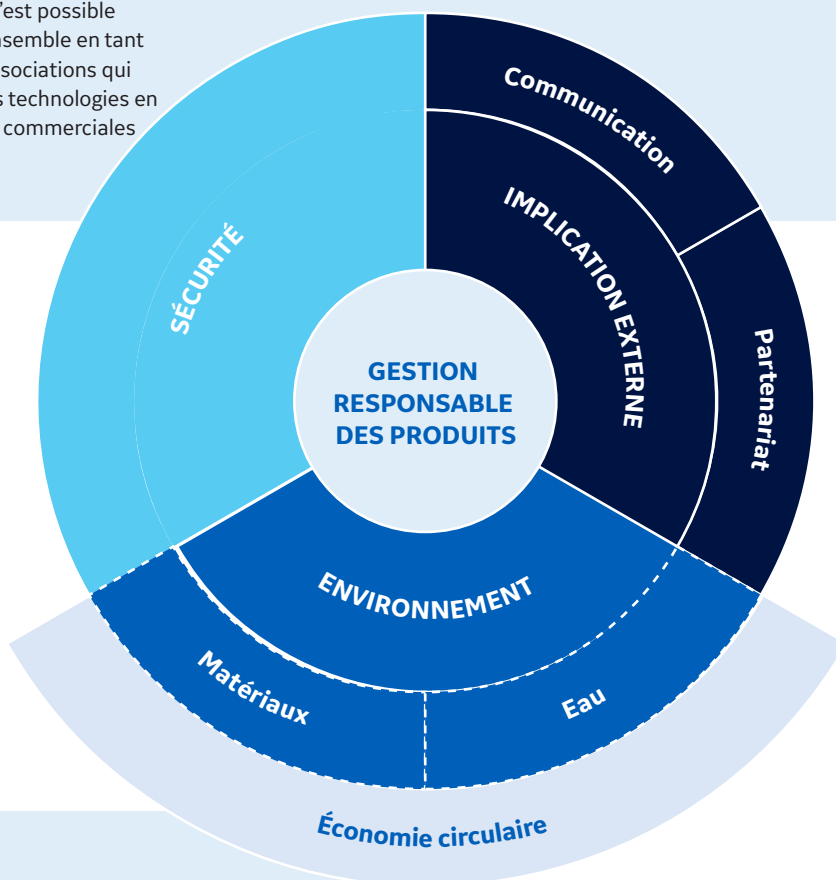 'est possible
semble en tant
sociations qui
s technologies en
commerciales
Communication
IMPLICATION EXTERNE
Partenariat
SÉCURITÉ
GESTION
RESPONSABLE
DES PRODUITS
ENVIRONNEMENT
Matériaux
Eau
Économie circulaire